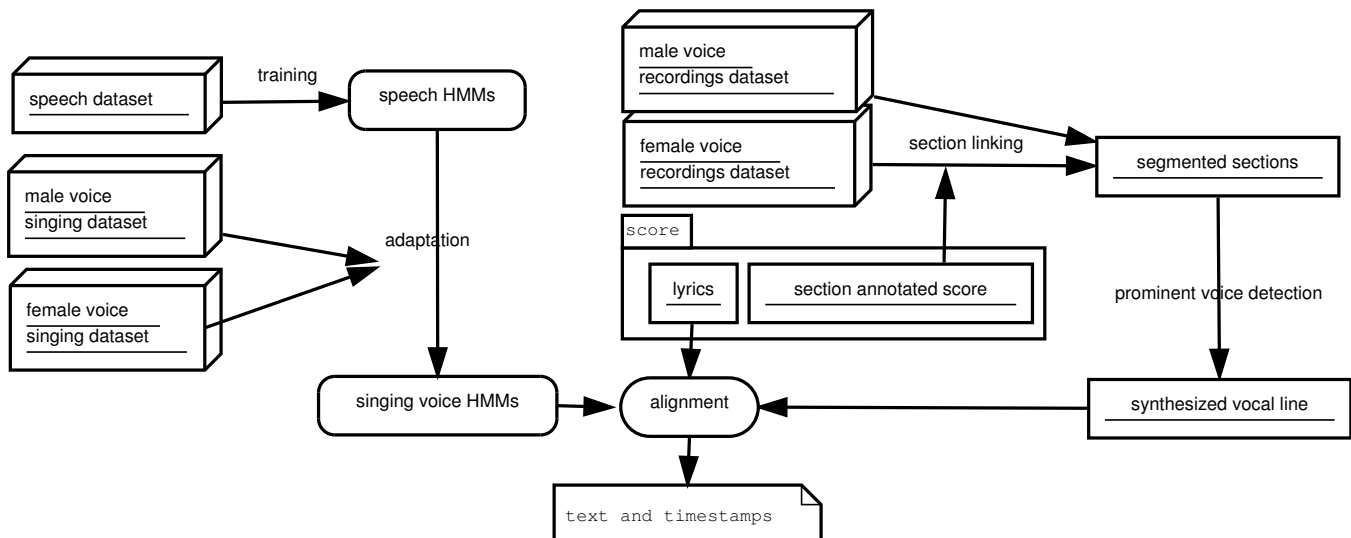 training
speech dataset
speech HMMs
male voice
singing dataset
adaptation
female voice
singing dataset
singing voice HMMs
male voice
recordings dataset
female voice
recordings dataset
section linking
segmented sections
score
lyrics
section annotated score
prominent voice detection
alignment
synthesized vocal line
text and timestamps